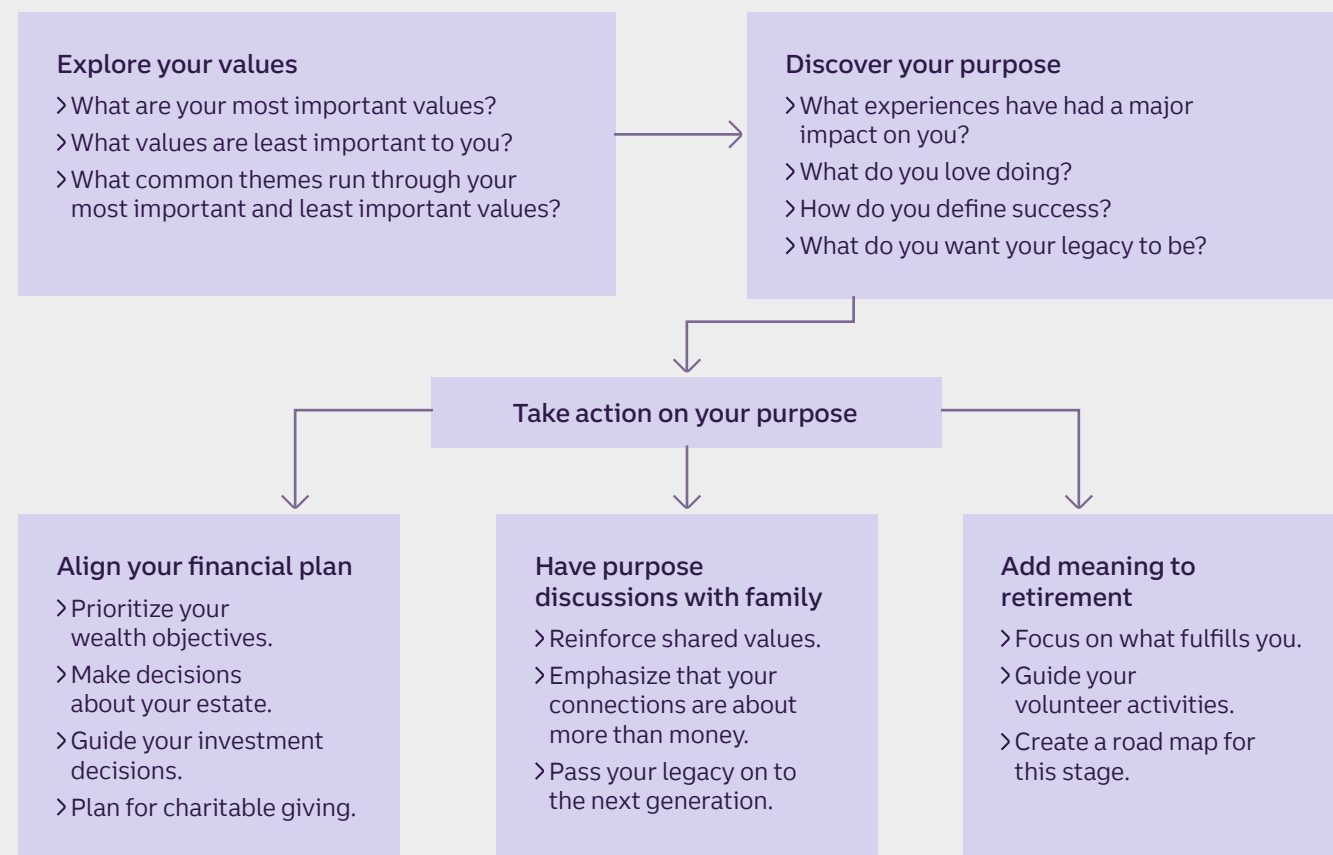 Explore your values
What are your most important values?
What values are least important to you?
What common themes run through your
most important and least important values?
Discover your purpose
What experiences have had a major
impact on you?
What do you love doing?
How do you define success?
What do you want your legacy to be?
Take action on your purpose
Align your financial plan
Prioritize your
wealth objectives.
Make decisions
about your estate.
Guide your investment
decisions.
Plan for charitable giving.
Have purpose
discussions with family
Reinforce shared values.
Emphasize that your
connections are about
more than money.
Pass your legacy on to
the next generation.
Add meaning to
retirement
Focus on what fulfills you.
Guide your
volunteer activities.
Create a road map for
this stage.